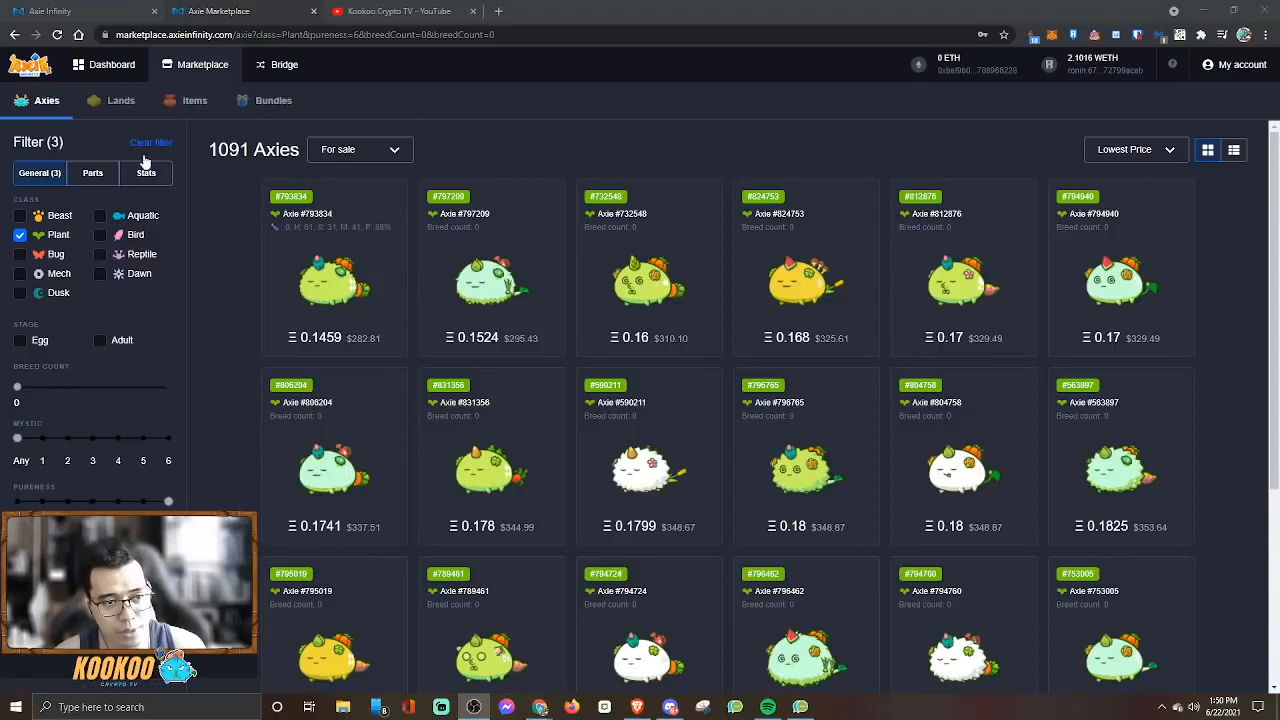 Axie Infinity
Axie Marketplace
Kookoo Crypto TV - YouTube
marketplace.axieinfinity.com/axie?class=Plant&pureness=6&breedCount=0&breedCount=0
AXIE
Dashboard
Marketplace
Bridge
0 ETH
2.1016 WETH
My account
Axies
Lands
Items
Bundles
Filter (3)
Clear filter
General (3)
Parts
Stats
CLASS
Beast
Aquatic
Plant
Bird
Bug
Reptile
Mech
Dawn
Dusk
STAGE
Egg
Adult
BREED COUNT
0
MYSTIC
Any 1 2 3 4 5 6
PURENESS
1091 Axies
For sale
Lowest Price
#793834
Axie #793834
: 0, H: 61, S: 31, M: 41, P: 88%
Ξ 0.1459 $282.81
#797209
Axie #797209
Breed count: 0
Ξ 0.1524 $295.43
#732548
Axie #732548
Breed count: 0
Ξ 0.16 $310.10
#824753
Axie #824753
Breed count: 0
Ξ 0.168 $325.61
#812876
Axie #812876
Breed count: 0
Ξ 0.17 $329.49
#794940
Axie #794940
Breed count: 0
Ξ 0.17 $329.49
#806204
Axie #806204
Breed count: 0
Ξ 0.1741 $337.51
#831356
Axie #831356
Breed count: 0
Ξ 0.178 $344.99
#590211
Axie #590211
Breed count: 0
Ξ 0.1799 $348.67
#796765
Axie #796765
Breed count: 0
Ξ 0.18 $348.87
#804758
Axie #804758
Breed count: 0
Ξ 0.18 $348.87
#563897
Axie #563897
Breed count: 0
Ξ 0.1825 $353.64
#795019
Axie #795019
Breed count: 0
#789461
Axie #789461
Breed count: 0
#794724
Axie #794724
Breed count: 0
#796462
Axie #796462
Breed count: 0
#794760
Axie #794760
Breed count: 0
#753005
Axie #753005
Breed count: 0
KOOKOO
CRYPTO TV
Type here to search
1:50 PM
6/22/2021